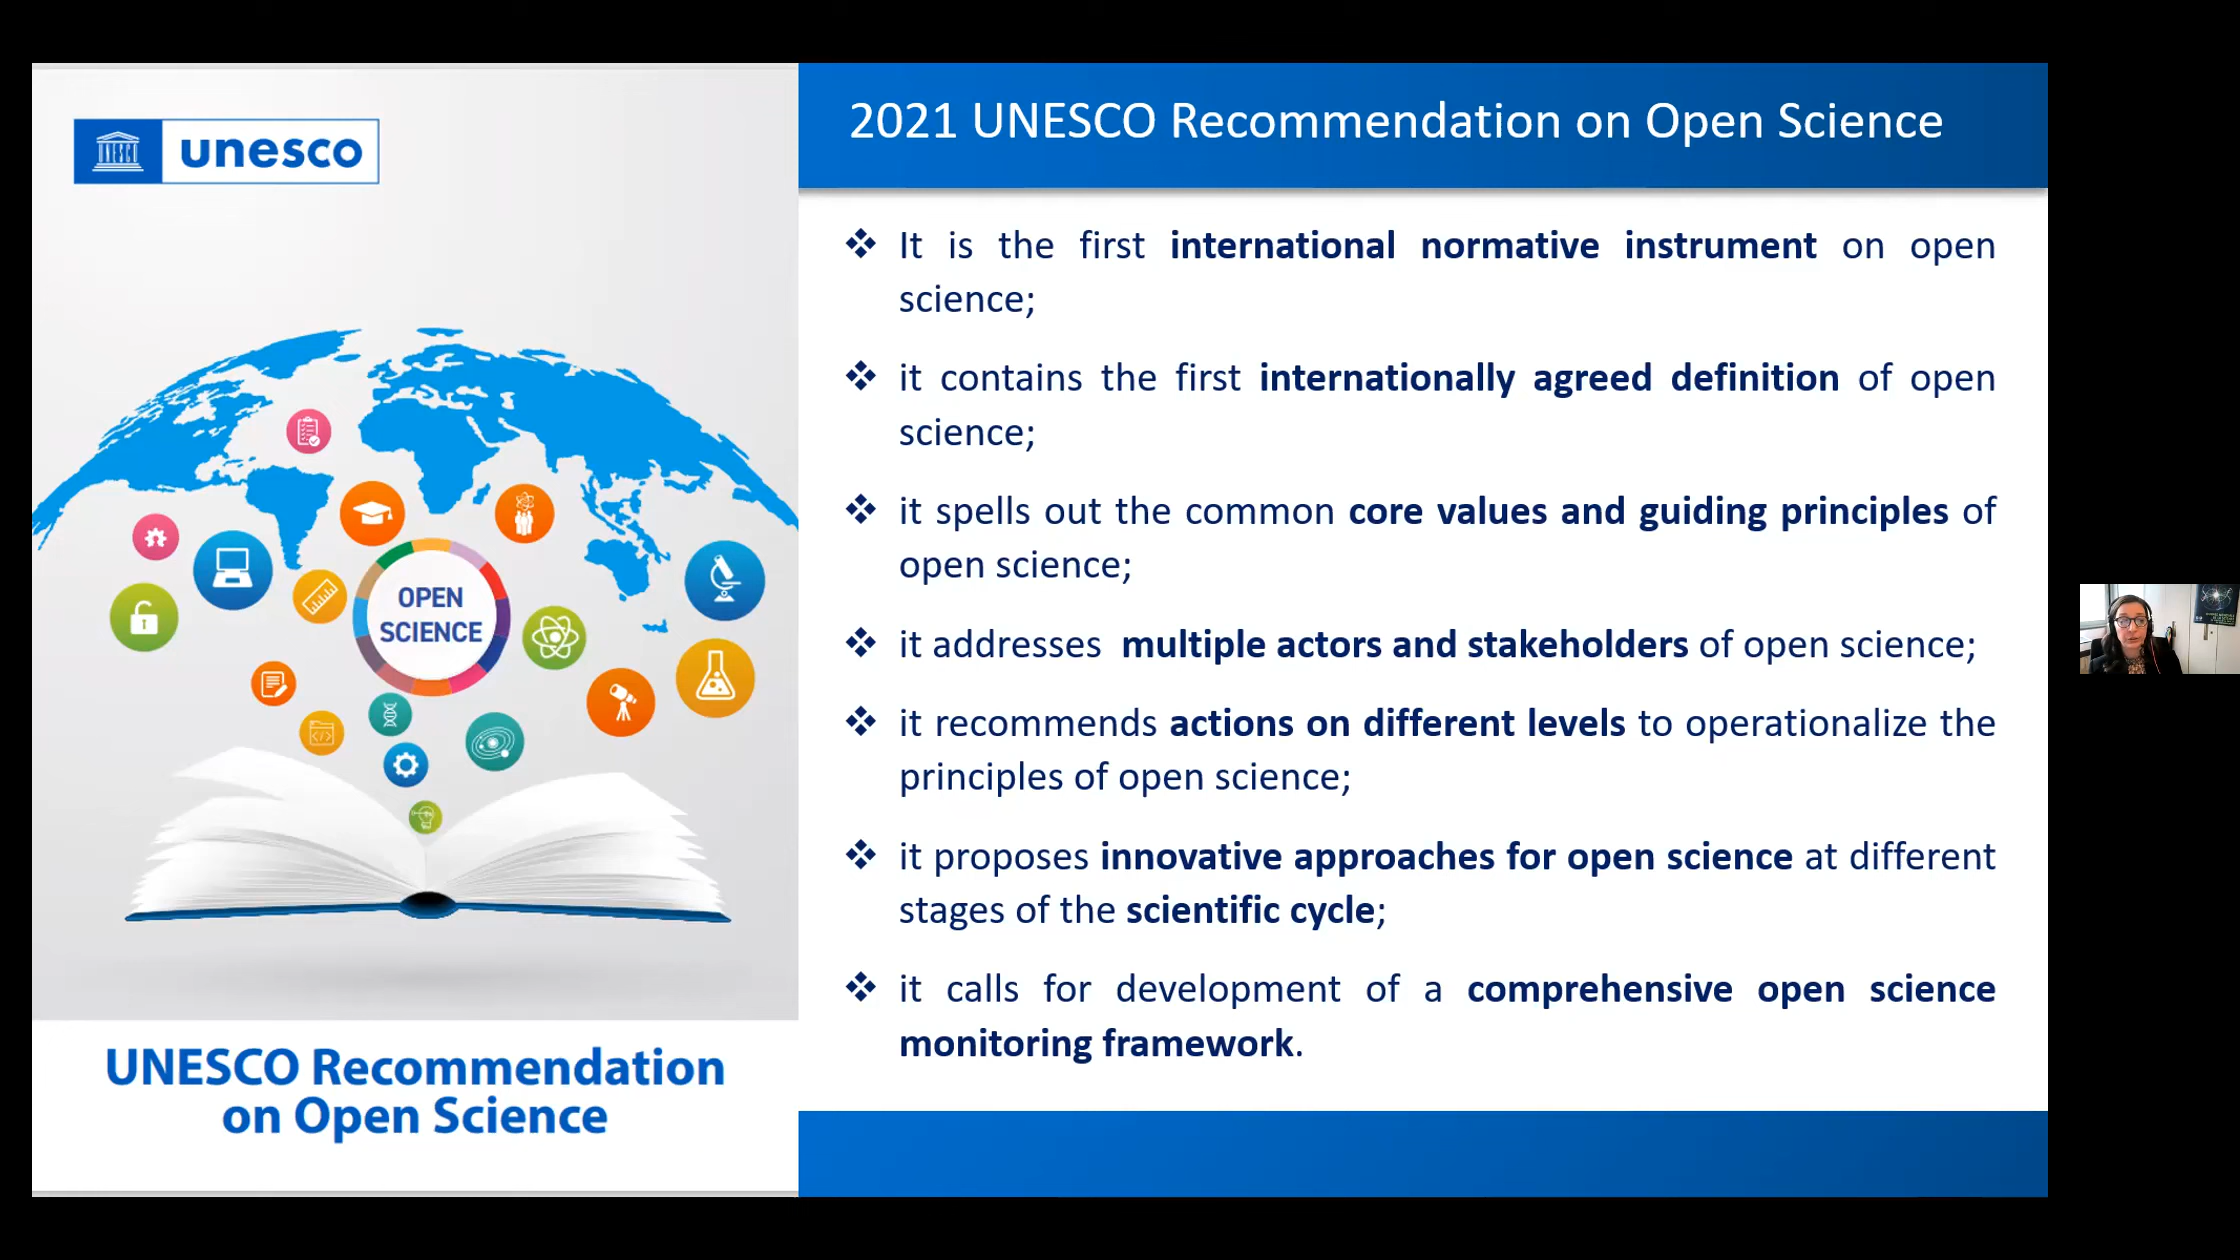 unesco
OPEN
SCIENCE
UNESCO Recommendation
on Open Science
2021 UNESCO Recommendation on Open Science
❖ It is the first international normative instrument on open
science;
❖ it contains the first internationally agreed definition of open
science;
❖ it spells out the common core values and guiding principles of
open science;
❖ it addresses multiple actors and stakeholders of open science;
❖ it recommends actions on different levels to operationalize the
principles of open science;
❖ it proposes innovative approaches for open science at different
stages of the scientific cycle;
❖ it calls for development of a comprehensive open science
monitoring framework.